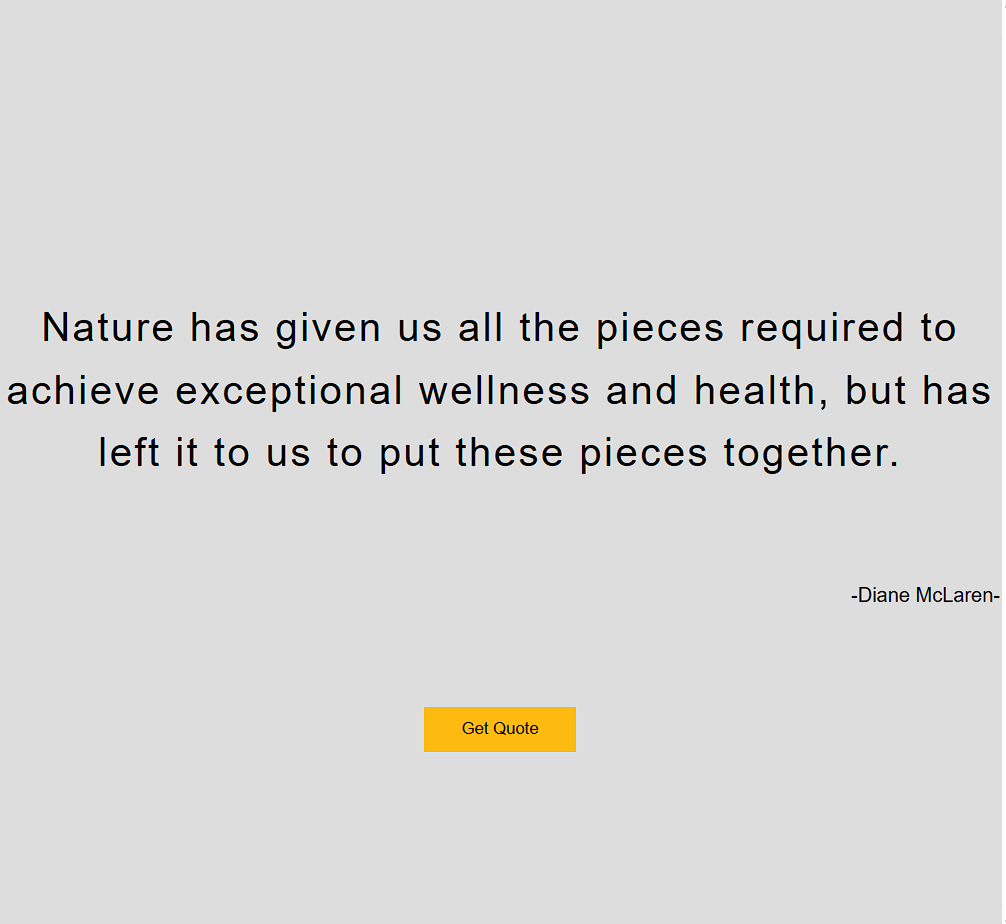 Nature has given us all the pieces required to
achieve exceptional wellness and health, but has
left it to us to put these pieces together.
-Diane McLaren-
Get Quote